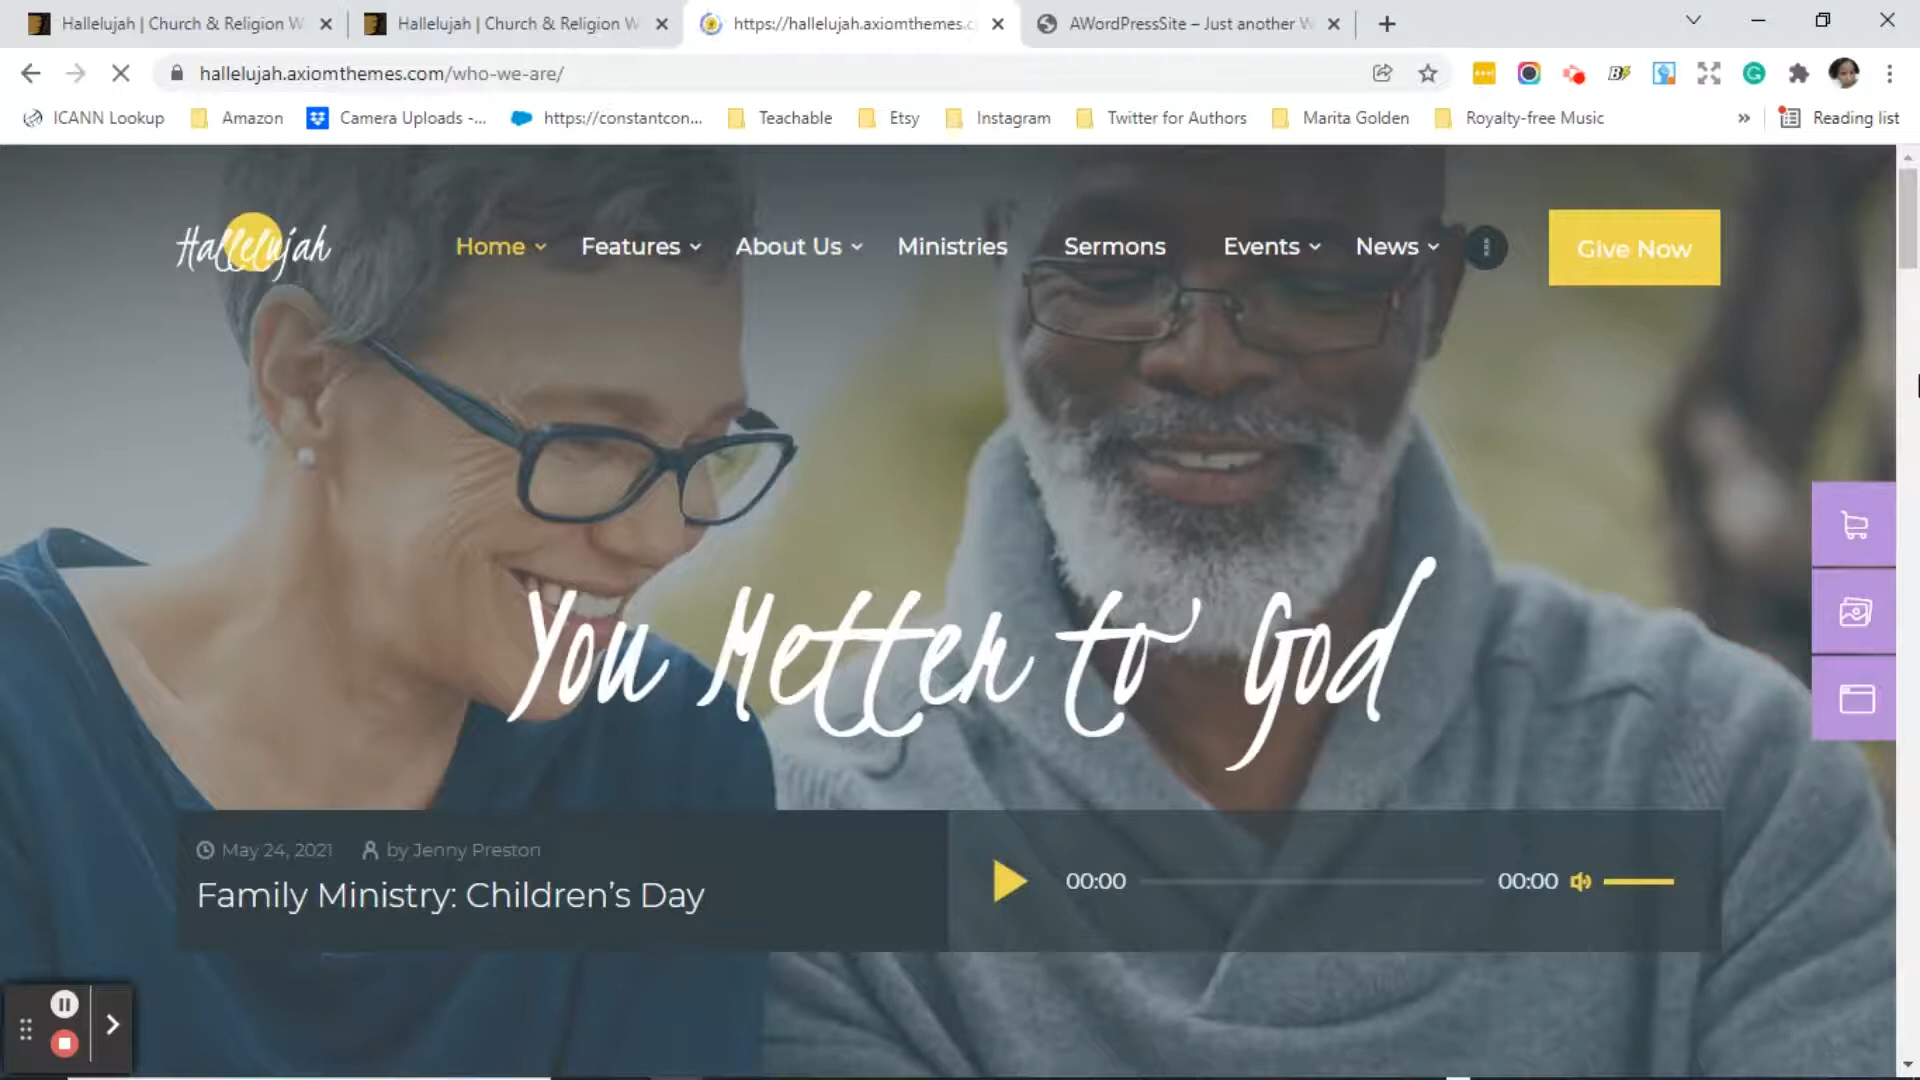 Hallelujah | Church & Religion W
Hallelujah | Church & Religion W
https://hallelujah.axiomthemes.c
AWordPressSite – Just another W
hallelujah.axiomthemes.com/who-we-are/
ICANN Lookup
Amazon
Camera Uploads -...
https://constantcon...
Teachable
Etsy
Instagram
Twitter for Authors
Marita Golden
Royalty-free Music
»
Reading list
Hallelujah
Home
Features
About Us
Ministries
Sermons
Events
News
Give Now
You Metter to God
May 24, 2021
by Jenny Preston
Family Ministry: Children's Day
00:00
00:00